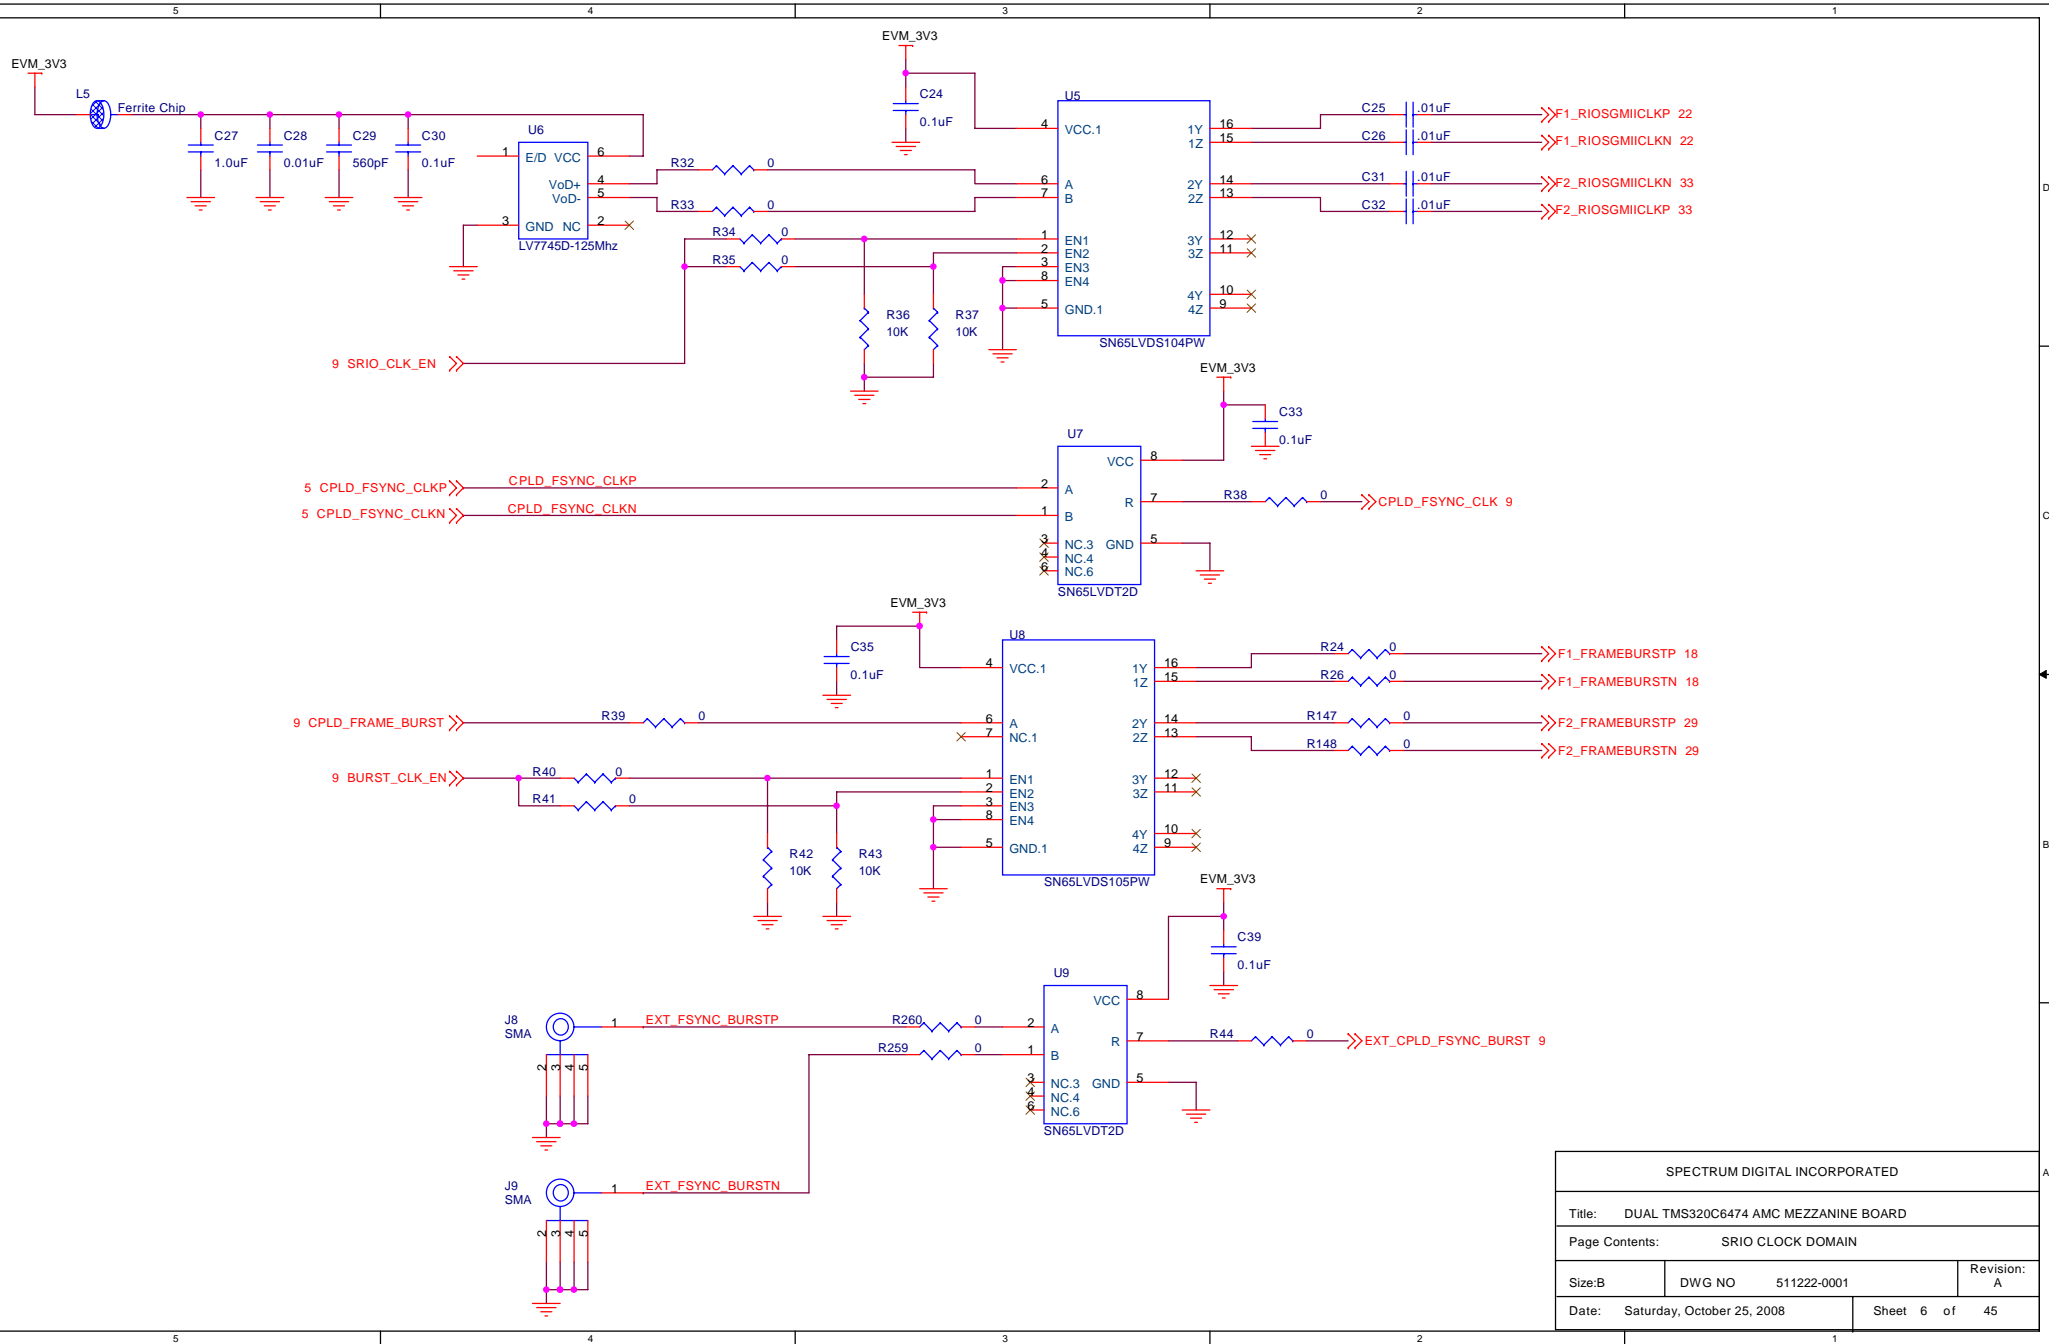 5 4 3 2 1
EVM_3V3
L5
Ferrite Chip
C27
1.0uF
C28
0.01uF
C29
560pF
C30
0.1uF
U6
1 E/D VCC 6
VoD+ 4
VoD- 5
3 GND NC 2
LV7745D-125Mhz
EVM_3V3
C24
0.1uF
R32 0
R33 0
R34 0
R35 0
R36
10K
R37
10K
9 SRIO_CLK_EN
U5
4 VCC.1
6 A
7 B
1 EN1
2 EN2
3 EN3
8 EN4
5 GND.1
1Y 16
1Z 15
2Y 14
2Z 13
3Y 12
3Z 11
4Y 10
4Z 9
SN65LVDS104PW
C25 .01uF F1_RIOSGMIICLKP 22
C26 .01uF F1_RIOSGMIICLKN 22
C31 .01uF F2_RIOSGMIICLKN 33
C32 .01uF F2_RIOSGMIICLKP 33
D
EVM_3V3
C33
0.1uF
U7
VCC 8
5 CPLD_FSYNC_CLKP CPLD_FSYNC_CLKP 2 A
R 7 R38 0 CPLD_FSYNC_CLK 9
5 CPLD_FSYNC_CLKN CPLD_FSYNC_CLKN 1 B
3 NC.3 GND 5
4 NC.4
6 NC.6
SN65LVDT2D
C
EVM_3V3
C35
0.1uF
U8
4 VCC.1
9 CPLD_FRAME_BURST R39 0 6 A
7 NC.1
9 BURST_CLK_EN R40 0 1 EN1
R41 0 2 EN2
3 EN3
8 EN4
5 GND.1
R42
10K
R43
10K
1Y 16
1Z 15
2Y 14
2Z 13
3Y 12
3Z 11
4Y 10
4Z 9
SN65LVDS105PW
R24 0 F1_FRAMEBURSTP 18
R26 0 F1_FRAMEBURSTN 18
R147 0 F2_FRAMEBURSTP 29
R148 0 F2_FRAMEBURSTN 29
B
EVM_3V3
C39
0.1uF
U9
VCC 8
J8
SMA
1 EXT_FSYNC_BURSTP R260 0 2 A
R259 0 1 B
R 7 R44 0 EXT_CPLD_FSYNC_BURST 9
3 NC.3 GND 5
4 NC.4
6 NC.6
SN65LVDT2D
2 3 4 5
J9
SMA
1 EXT_FSYNC_BURSTN
2 3 4 5
A
SPECTRUM DIGITAL INCORPORATED
Title: DUAL TMS320C6474 AMC MEZZANINE BOARD
Page Contents: SRIO CLOCK DOMAIN
Size:B DWG NO 511222-0001 Revision:
A
Date: Saturday, October 25, 2008 Sheet 6 of 45
5 4 3 2 1